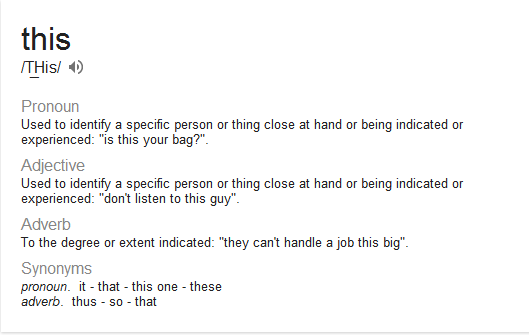 this
/THis/
Pronoun
Used to identify a specific person or thing close at hand or being indicated or
experienced: "is this your bag?".
Adjective
Used to identify a specific person or thing close at hand or being indicated or
experienced: "don't listen to this guy".
Adverb
To the degree or extent indicated: "they can't handle a job this big".
Synonyms
pronoun. it - that - this one - these
adverb. thus - so - that